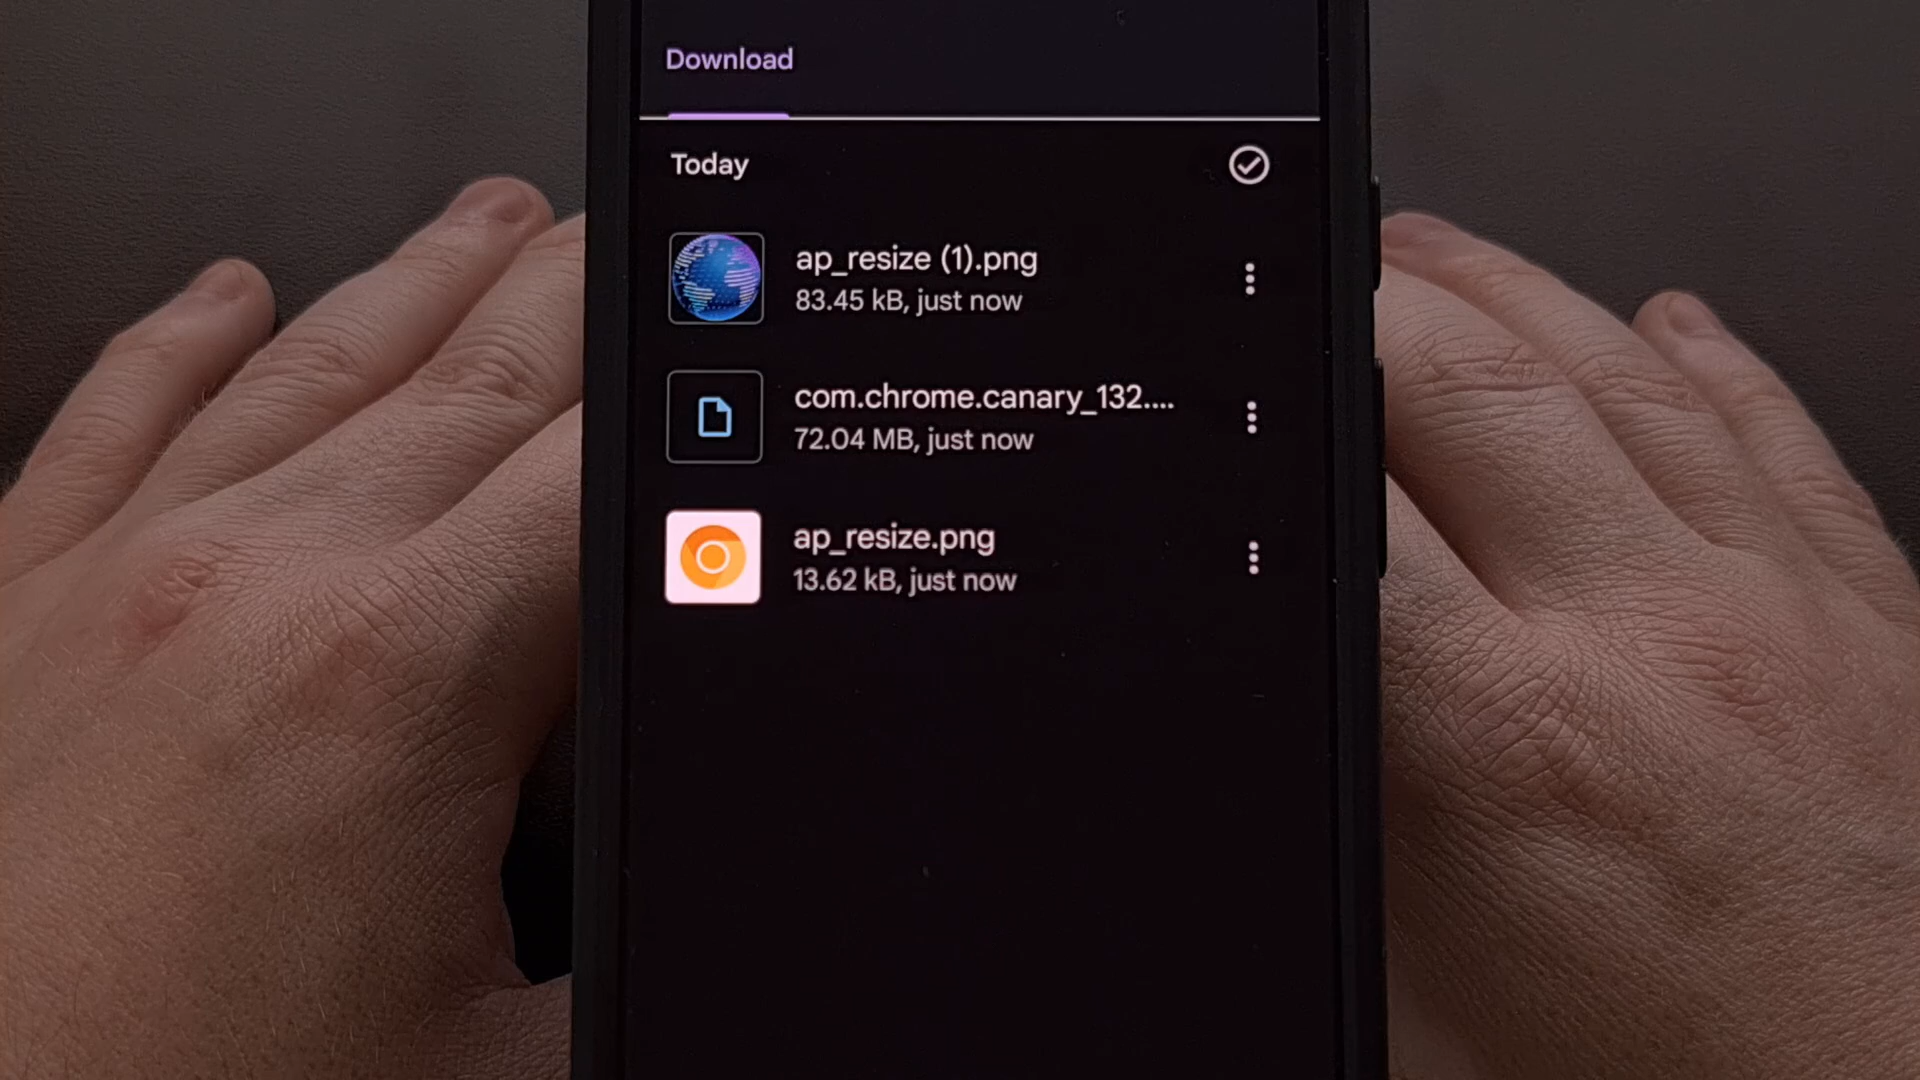 Download
Today
ap_resize (1).png
83.45 kB, just now
com.chrome.canary_132....
72.04 MB, just now
ap_resize.png
13.62 kB, just now